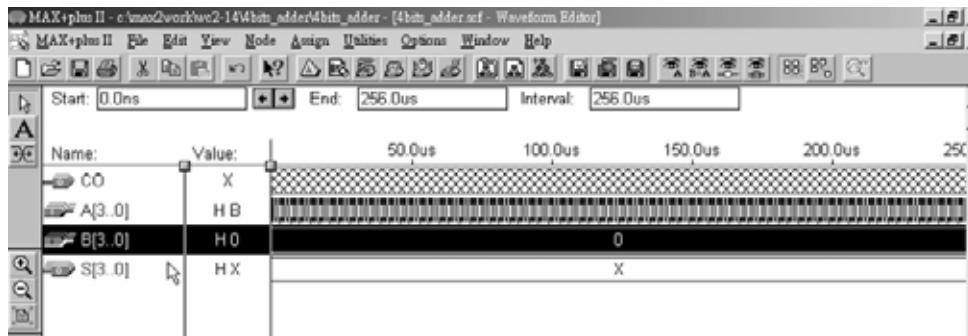 MAX+plus II - c:\max2work\wc2-14\4bits_adder\4bits_adder - [4bits_adder.scf - Waveform Editor]
MAX+plus II File Edit View Node Assign Utilities Options Window Help
Start: 0.0ns End: 256.0us Interval: 256.0us
Name: Value: 50.0us 100.0us 150.0us 200.0us 250
CO X
A[3..0] H B
B[3..0] H 0 0
S[3..0] H X X